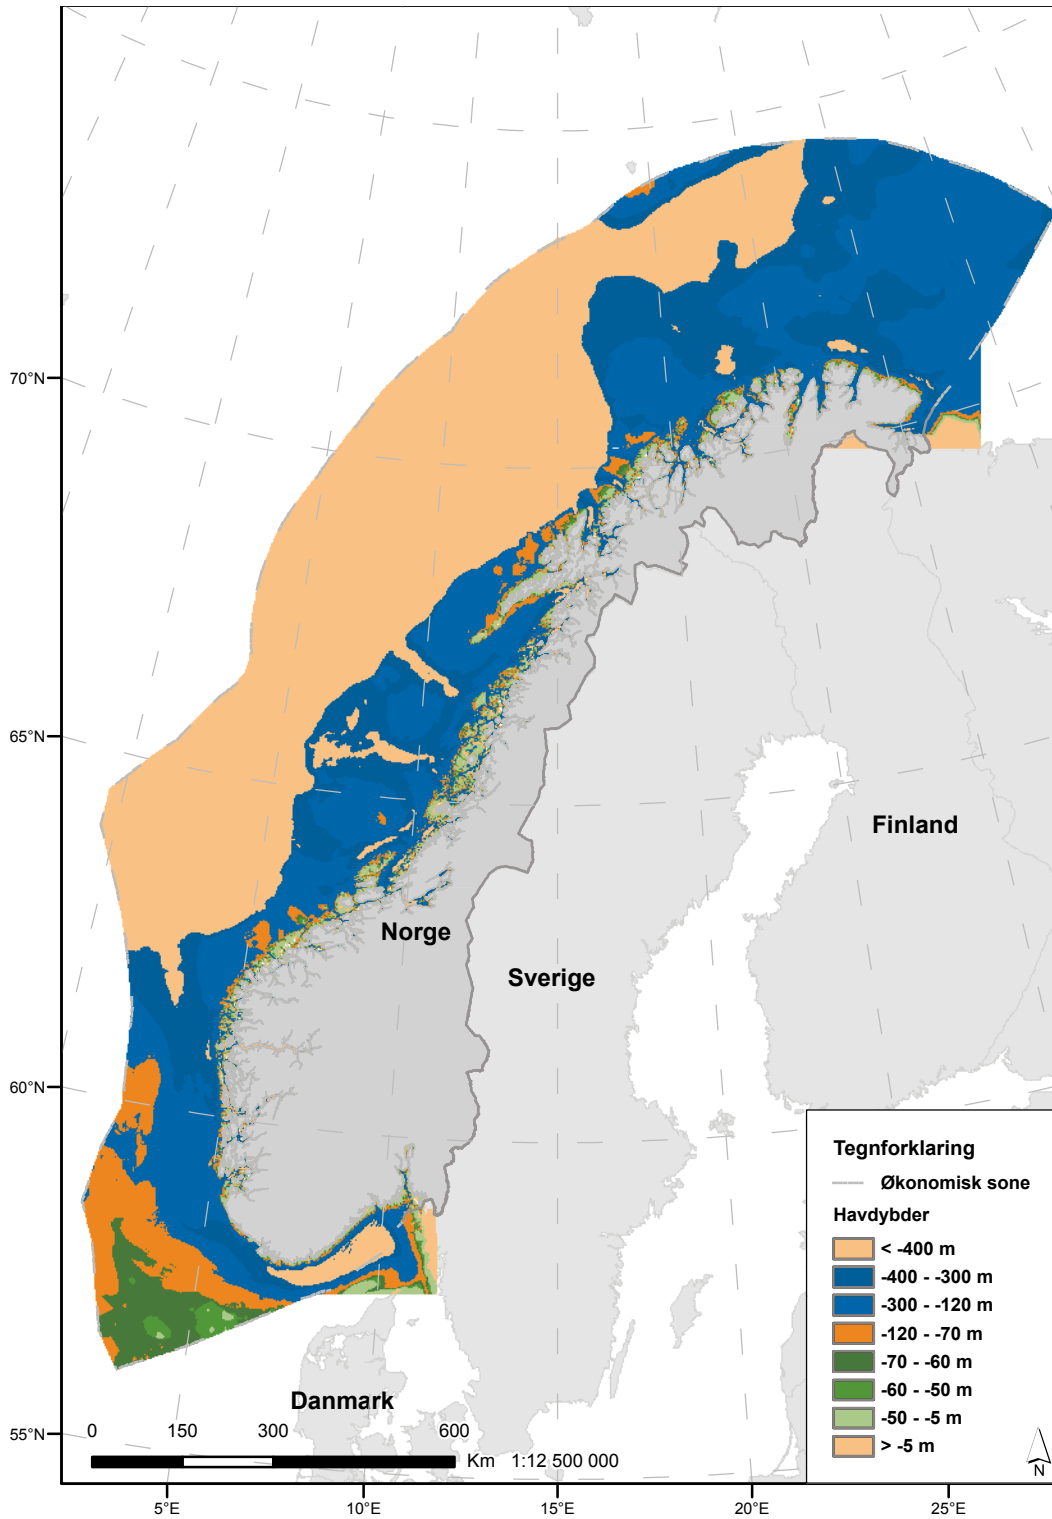 70°N
65°N
60°N
55°N
Finland
Norge
Sverige
Danmark
0 150 300 600
Km 1:12 500 000
5°E 10°E 15°E 20°E 25°E
Tegnforklaring
Økonomisk sone
Havdybder
< -400 m
-400 - -300 m
-300 - -120 m
-120 - -70 m
-70 - -60 m
-60 - -50 m
-50 - -5 m
> -5 m
N